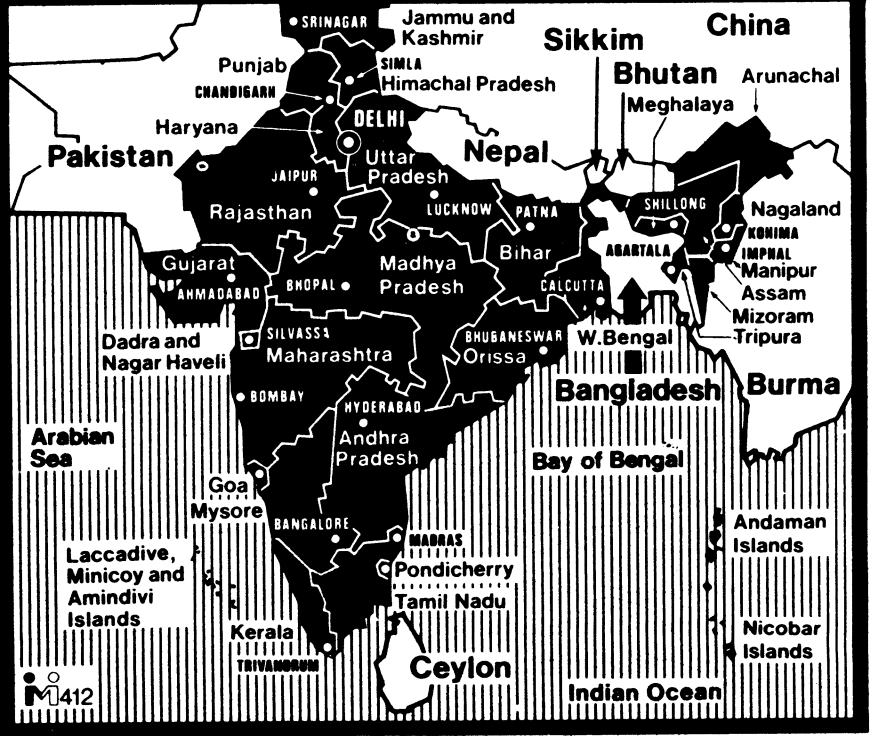 SRINAGAR
Jammu and
Kashmir
China
Sikkim
Punjab
SIMLA
Himachal Pradesh
Bhutan
Arunachal
CHANDIGARH
Meghalaya
Haryana
DELHI
Pakistan
Nepal
Uttar
Pradesh
JAIPUR
Rajasthan
LUCKNOW
PATNA
SHILLONG
Nagaland
KOHIMA
Bihar
AGARTALA
IMPHAL
Gujarat
Madhya
Pradesh
Manipur
AHMADABAD
BHOPAL
CALCUTTA
Assam
Mizoram
Dadra and
Nagar Haveli
SILVASSA
Maharashtra
BHUBANESWAR
Orissa
W.Bengal
Tripura
Bangladesh
Burma
BOMBAY
HYDERABAD
Andhra
Pradesh
Arabian
Sea
Bay of Bengal
Goa
Mysore
BANGALORE
MADRAS
Andaman
Islands
Laccadive,
Minicoy and
Amindivi
Islands
Pondicherry
Tamil Nadu
Kerala
TRIVANDRUM
Ceylon
Nicobar
Islands
Indian Ocean
412